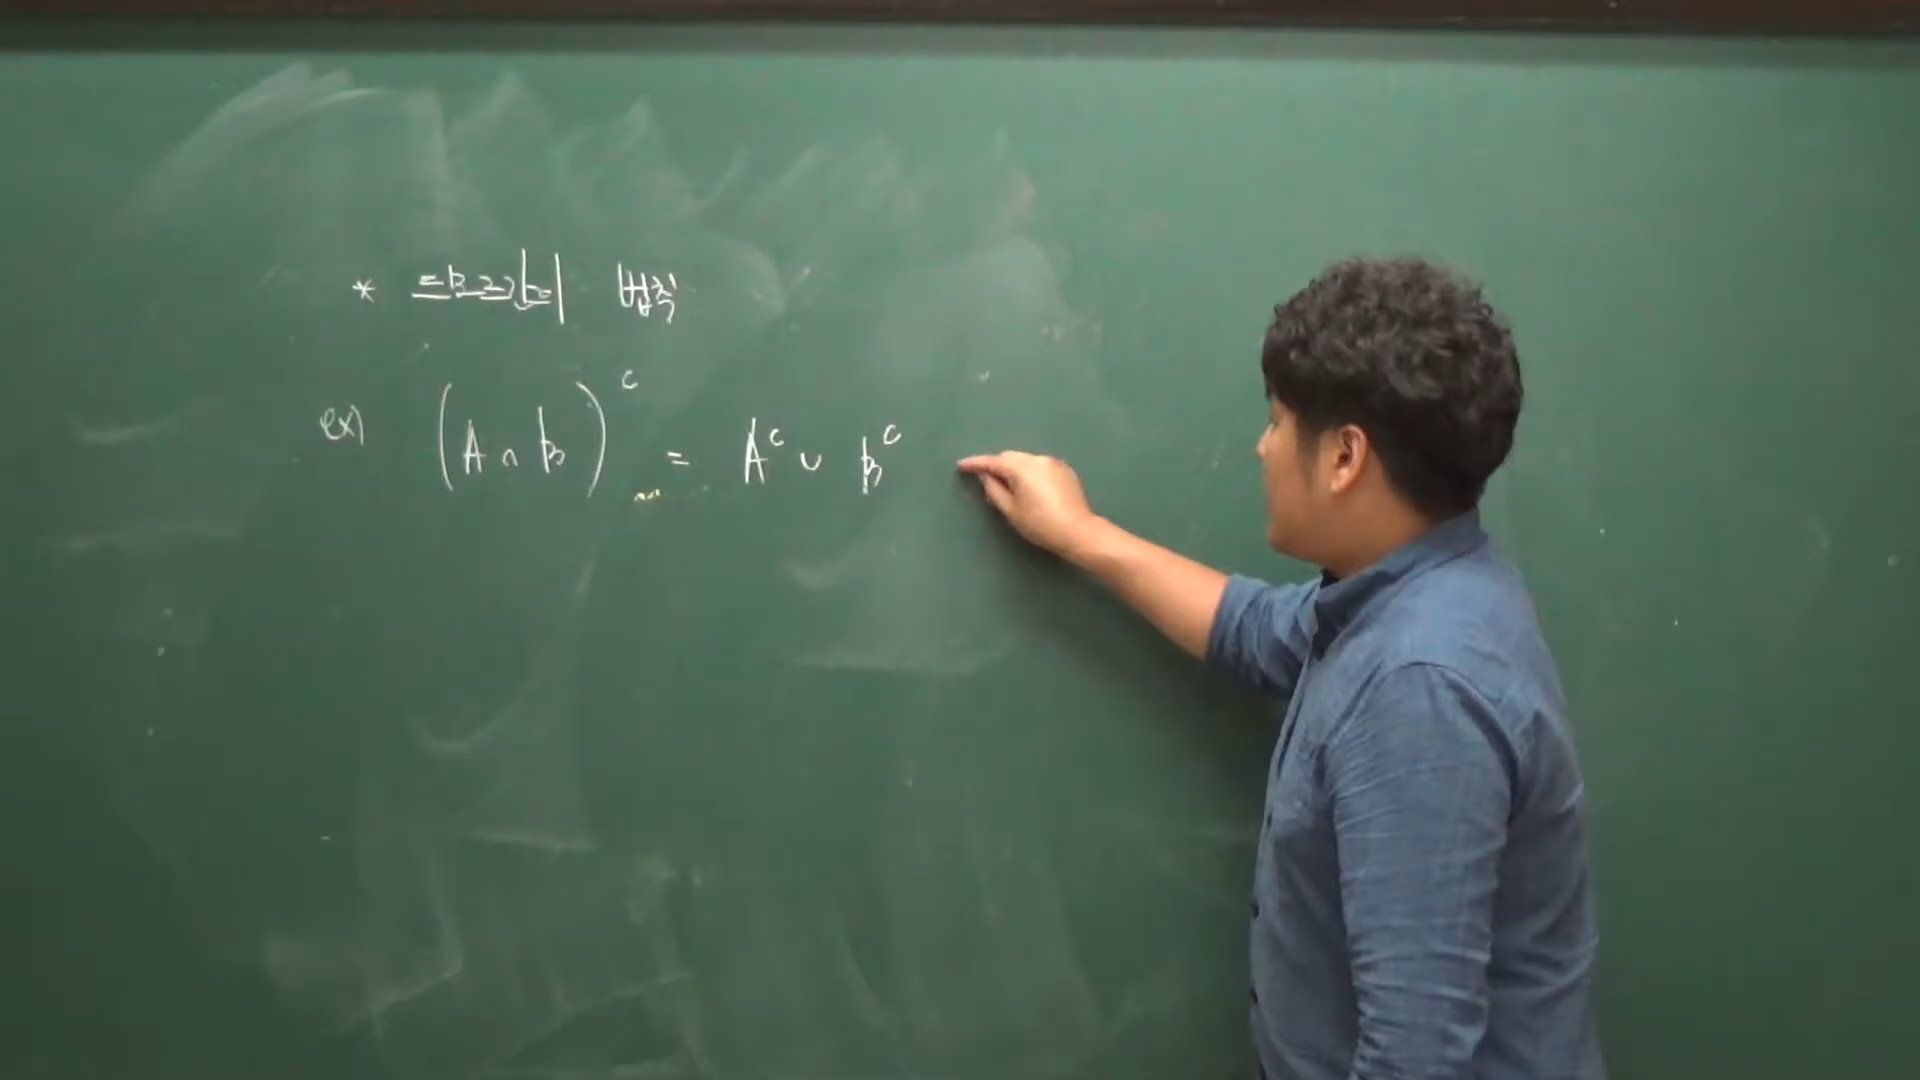 * 드모르간의 법칙
ex) (A ∩ B)ᶜ = Aᶜ ∪ Bᶜ